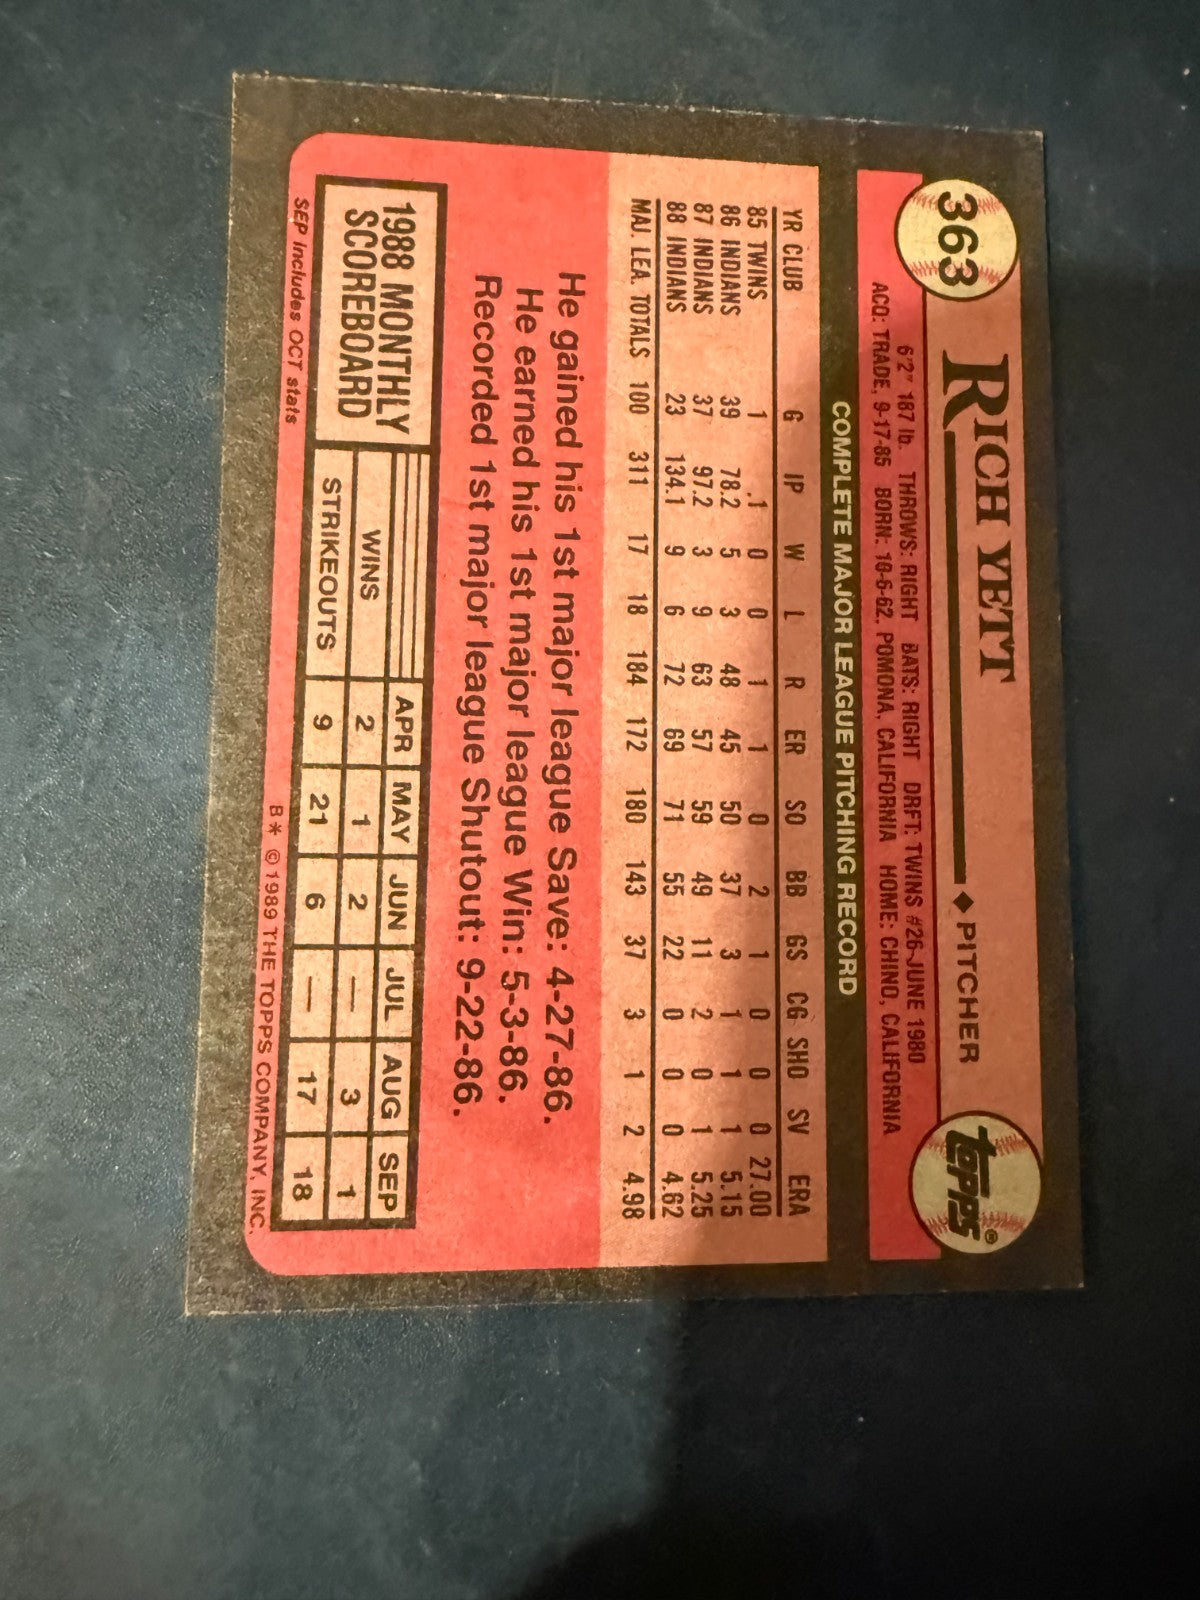 363
RICH YETT ◆PITCHER
topps®
6'2" 187 lb. THROWS: RIGHT BATS: RIGHT DRFT: TWINS #26-JUNE 1980
ACQ: TRADE, 9-17-85 BORN: 10-6-62, POMONA, CALIFORNIA HOME: CHINO, CALIFORNIA
COMPLETE MAJOR LEAGUE PITCHING RECORD
YR CLUB G IP W L R ER SO BB GS CG SHO SV ERA
85 TWINS 1 .1 0 0 1 1 0 2 1 0 0 0 27.00
86 INDIANS 39 78.2 5 3 48 45 50 37 3 1 1 1 5.15
87 INDIANS 37 97.2 3 9 63 57 59 49 11 2 0 1 5.25
88 INDIANS 23 134.1 9 6 72 69 71 55 22 0 0 0 4.62
MAJ. LEA. TOTALS 100 311 17 18 184 172 180 143 37 3 1 2 4.98
He gained his 1st major league Save: 4-27-86.
He earned his 1st major league Win: 5-3-86.
Recorded 1st major league Shutout: 9-22-86.
1988 MONTHLY
SCOREBOARD
APR MAY JUN JUL AUG SEP
WINS 2 1 2 — 3 1
STRIKEOUTS 9 21 6 — 17 18
SEP includes OCT stats
B* © 1989 THE TOPPS COMPANY, INC.